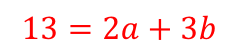 13 = 2a + 3b